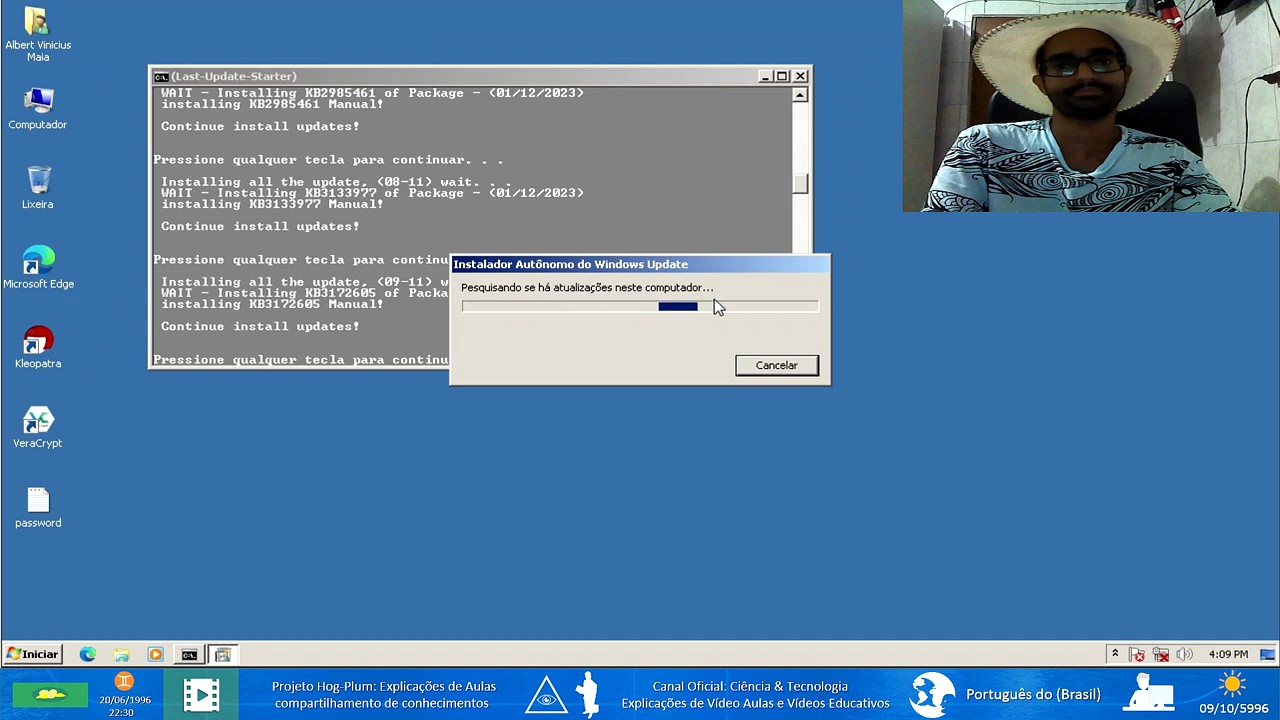 Albert Vinicius
Maia
Computador
Lixeira
Microsoft Edge
Kleopatra
VeraCrypt
password
(Last-Update-Starter)
WAIT - Installing KB2985461 of Package - (01/12/2023)
installing KB2985461 Manual!
Continue install updates!
Pressione qualquer tecla para continuar. . .
Installing all the update, (08-11) wait. . .
WAIT - Installing KB3133977 of Package - (01/12/2023)
installing KB3133977 Manual!
Continue install updates!
Pressione qualquer tecla para continu
Installing all the update, (09-11) w
WAIT - Installing KB3172605 of Packa
installing KB3172605 Manual!
Continue install updates!
Pressione qualquer tecla para continu
Instalador Autônomo do Windows Update
Pesquisando se há atualizações neste computador...
Cancelar
Iniciar
4:09 PM
20/06/1996
22:30
Projeto Hog-Plum: Explicações de Aulas
compartilhamento de conhecimentos
Canal Oficial: Ciência & Tecnologia
Explicações de Vídeo Aulas e Vídeos Educativos
Português do (Brasil)
09/10/5996